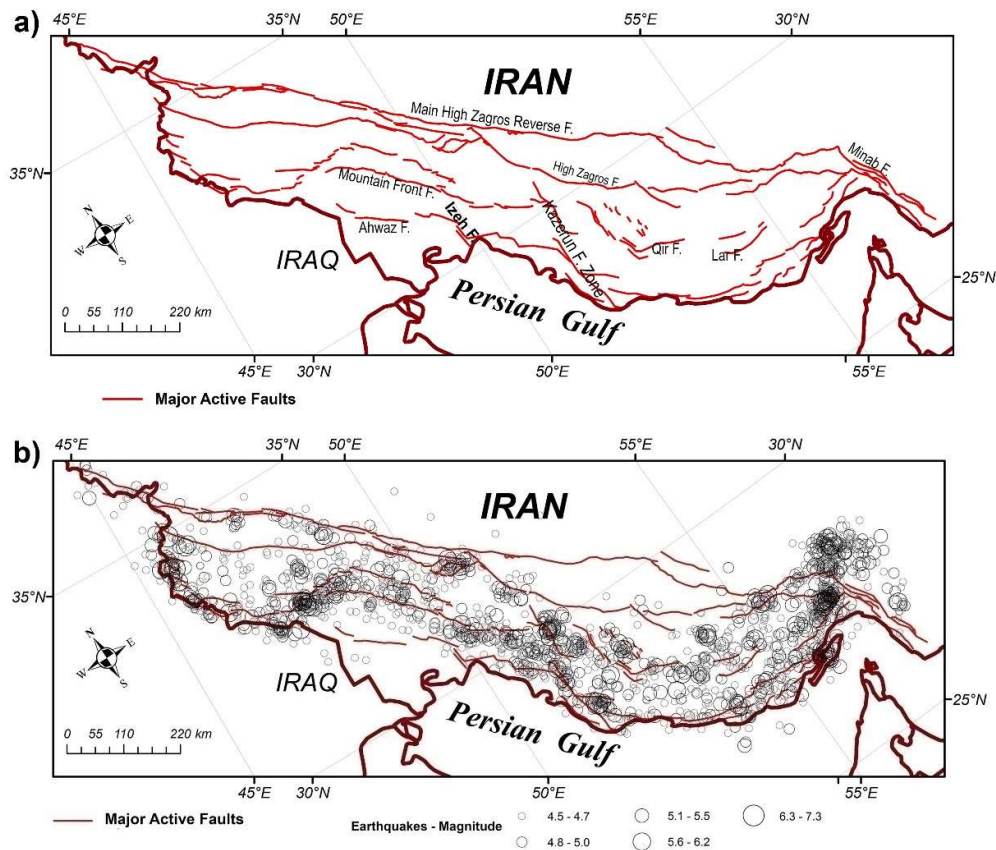 a)
45°E 35°N 50°E 55°E 30°N
IRAN
Main High Zagros Reverse F.
Minab F.
High Zagros F.
35°N
Mountain Front F.
Izeh F.
Kazerun F. Zone
Ahwaz F.
Qir F.
Lar F.
N
E
W
S
IRAQ
25°N
Persian Gulf
0 55 110 220 km
45°E 30°N 50°E 55°E
Major Active Faults
b)
45°E 35°N 50°E 55°E 30°N
IRAN
35°N
N
E
W
S
IRAQ
25°N
Persian Gulf
0 55 110 220 km
45°E 30°N 50°E 55°E
Major Active Faults
Earthquakes - Magnitude
4.5 - 4.7 5.1 - 5.5 6.3 - 7.3
4.8 - 5.0 5.6 - 6.2